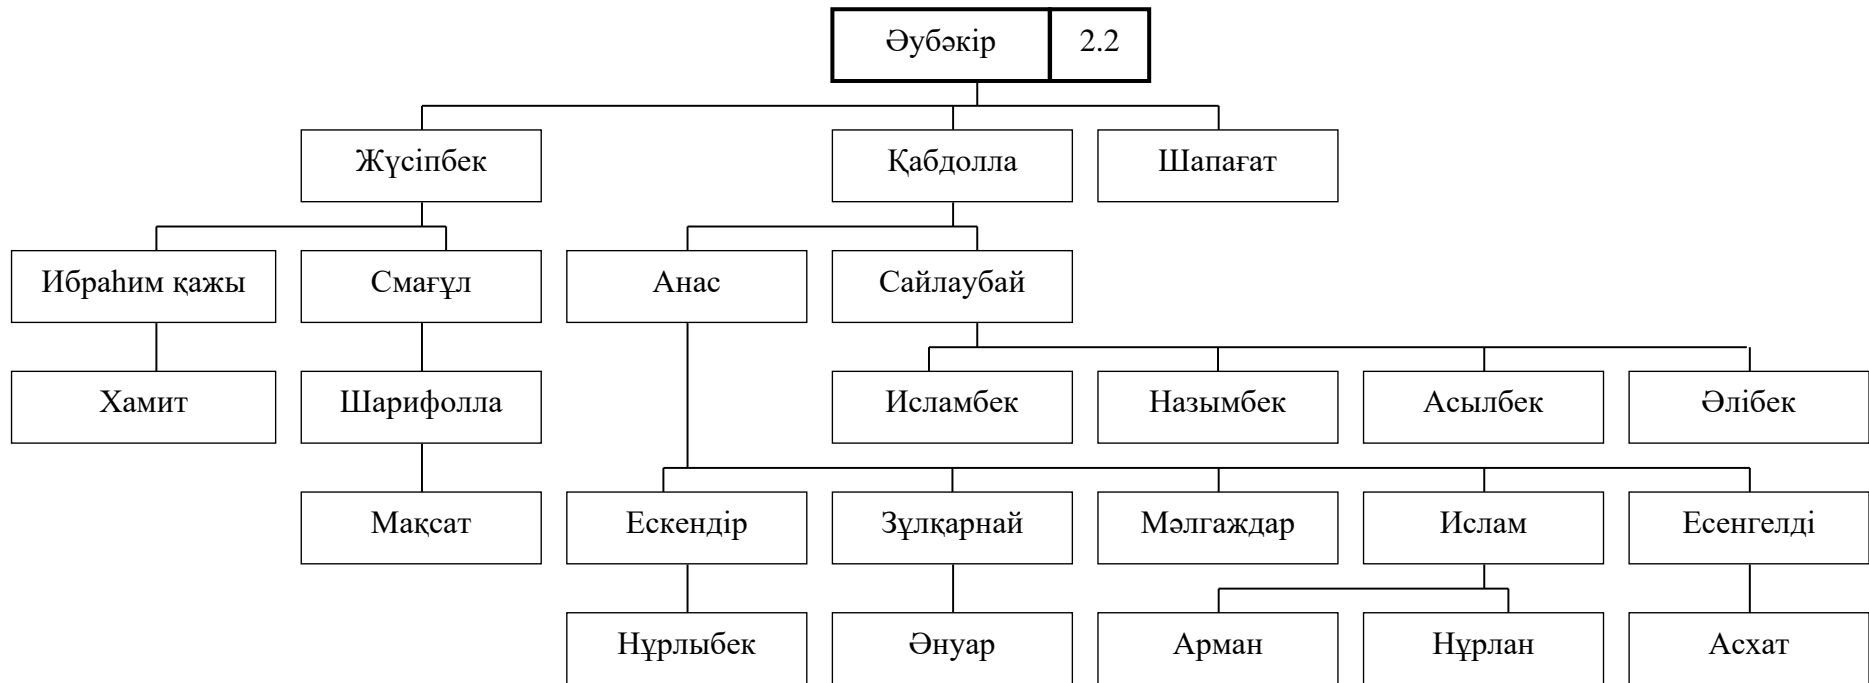 Әубәкір 2.2
Жүсіпбек Қабдолла Шапағат
Ибраһим қажы Смағұл Анас Сайлаубай
Хамит Шарифолла Исламбек Назымбек Асылбек Әлібек
Мақсат Ескендір Зұлқарнай Мәлгаждар Ислам Есенгелді
Нұрлыбек Әнуар Арман Нұрлан Асхат